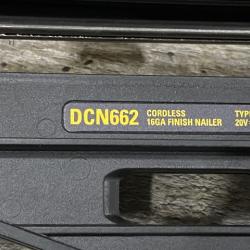 DCN662 CORDLESS TYP
16GA FINISH NAILER 20V